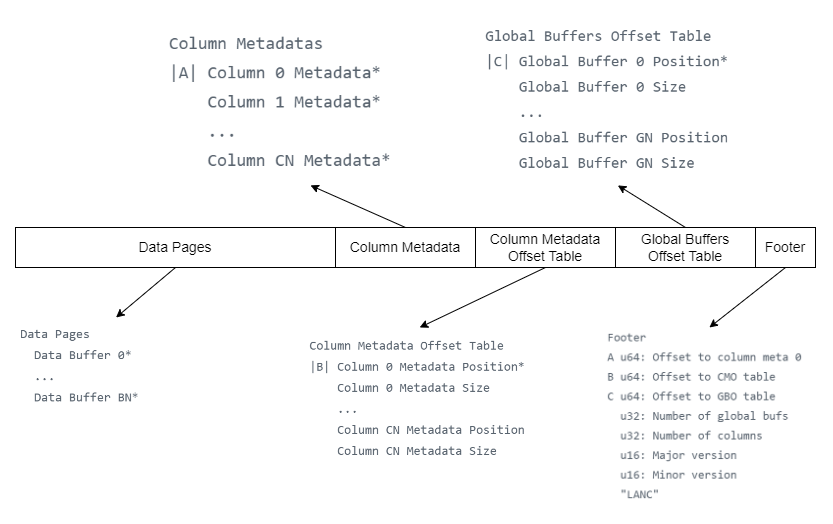 Column Metadatas
|A| Column 0 Metadata*
Column 1 Metadata*
...
Column CN Metadata*
Global Buffers Offset Table
|C| Global Buffer 0 Position*
Global Buffer 0 Size
...
Global Buffer GN Position
Global Buffer GN Size
Data Pages
Column Metadata
Column Metadata
Offset Table
Global Buffers
Offset Table
Footer
Data Pages
Data Buffer 0*
...
Data Buffer BN*
Column Metadata Offset Table
|B| Column 0 Metadata Position*
Column 0 Metadata Size
...
Column CN Metadata Position
Column CN Metadata Size
Footer
A u64: Offset to column meta 0
B u64: Offset to CMO table
C u64: Offset to GBO table
u32: Number of global bufs
u32: Number of columns
u16: Major version
u16: Minor version
"LANC"